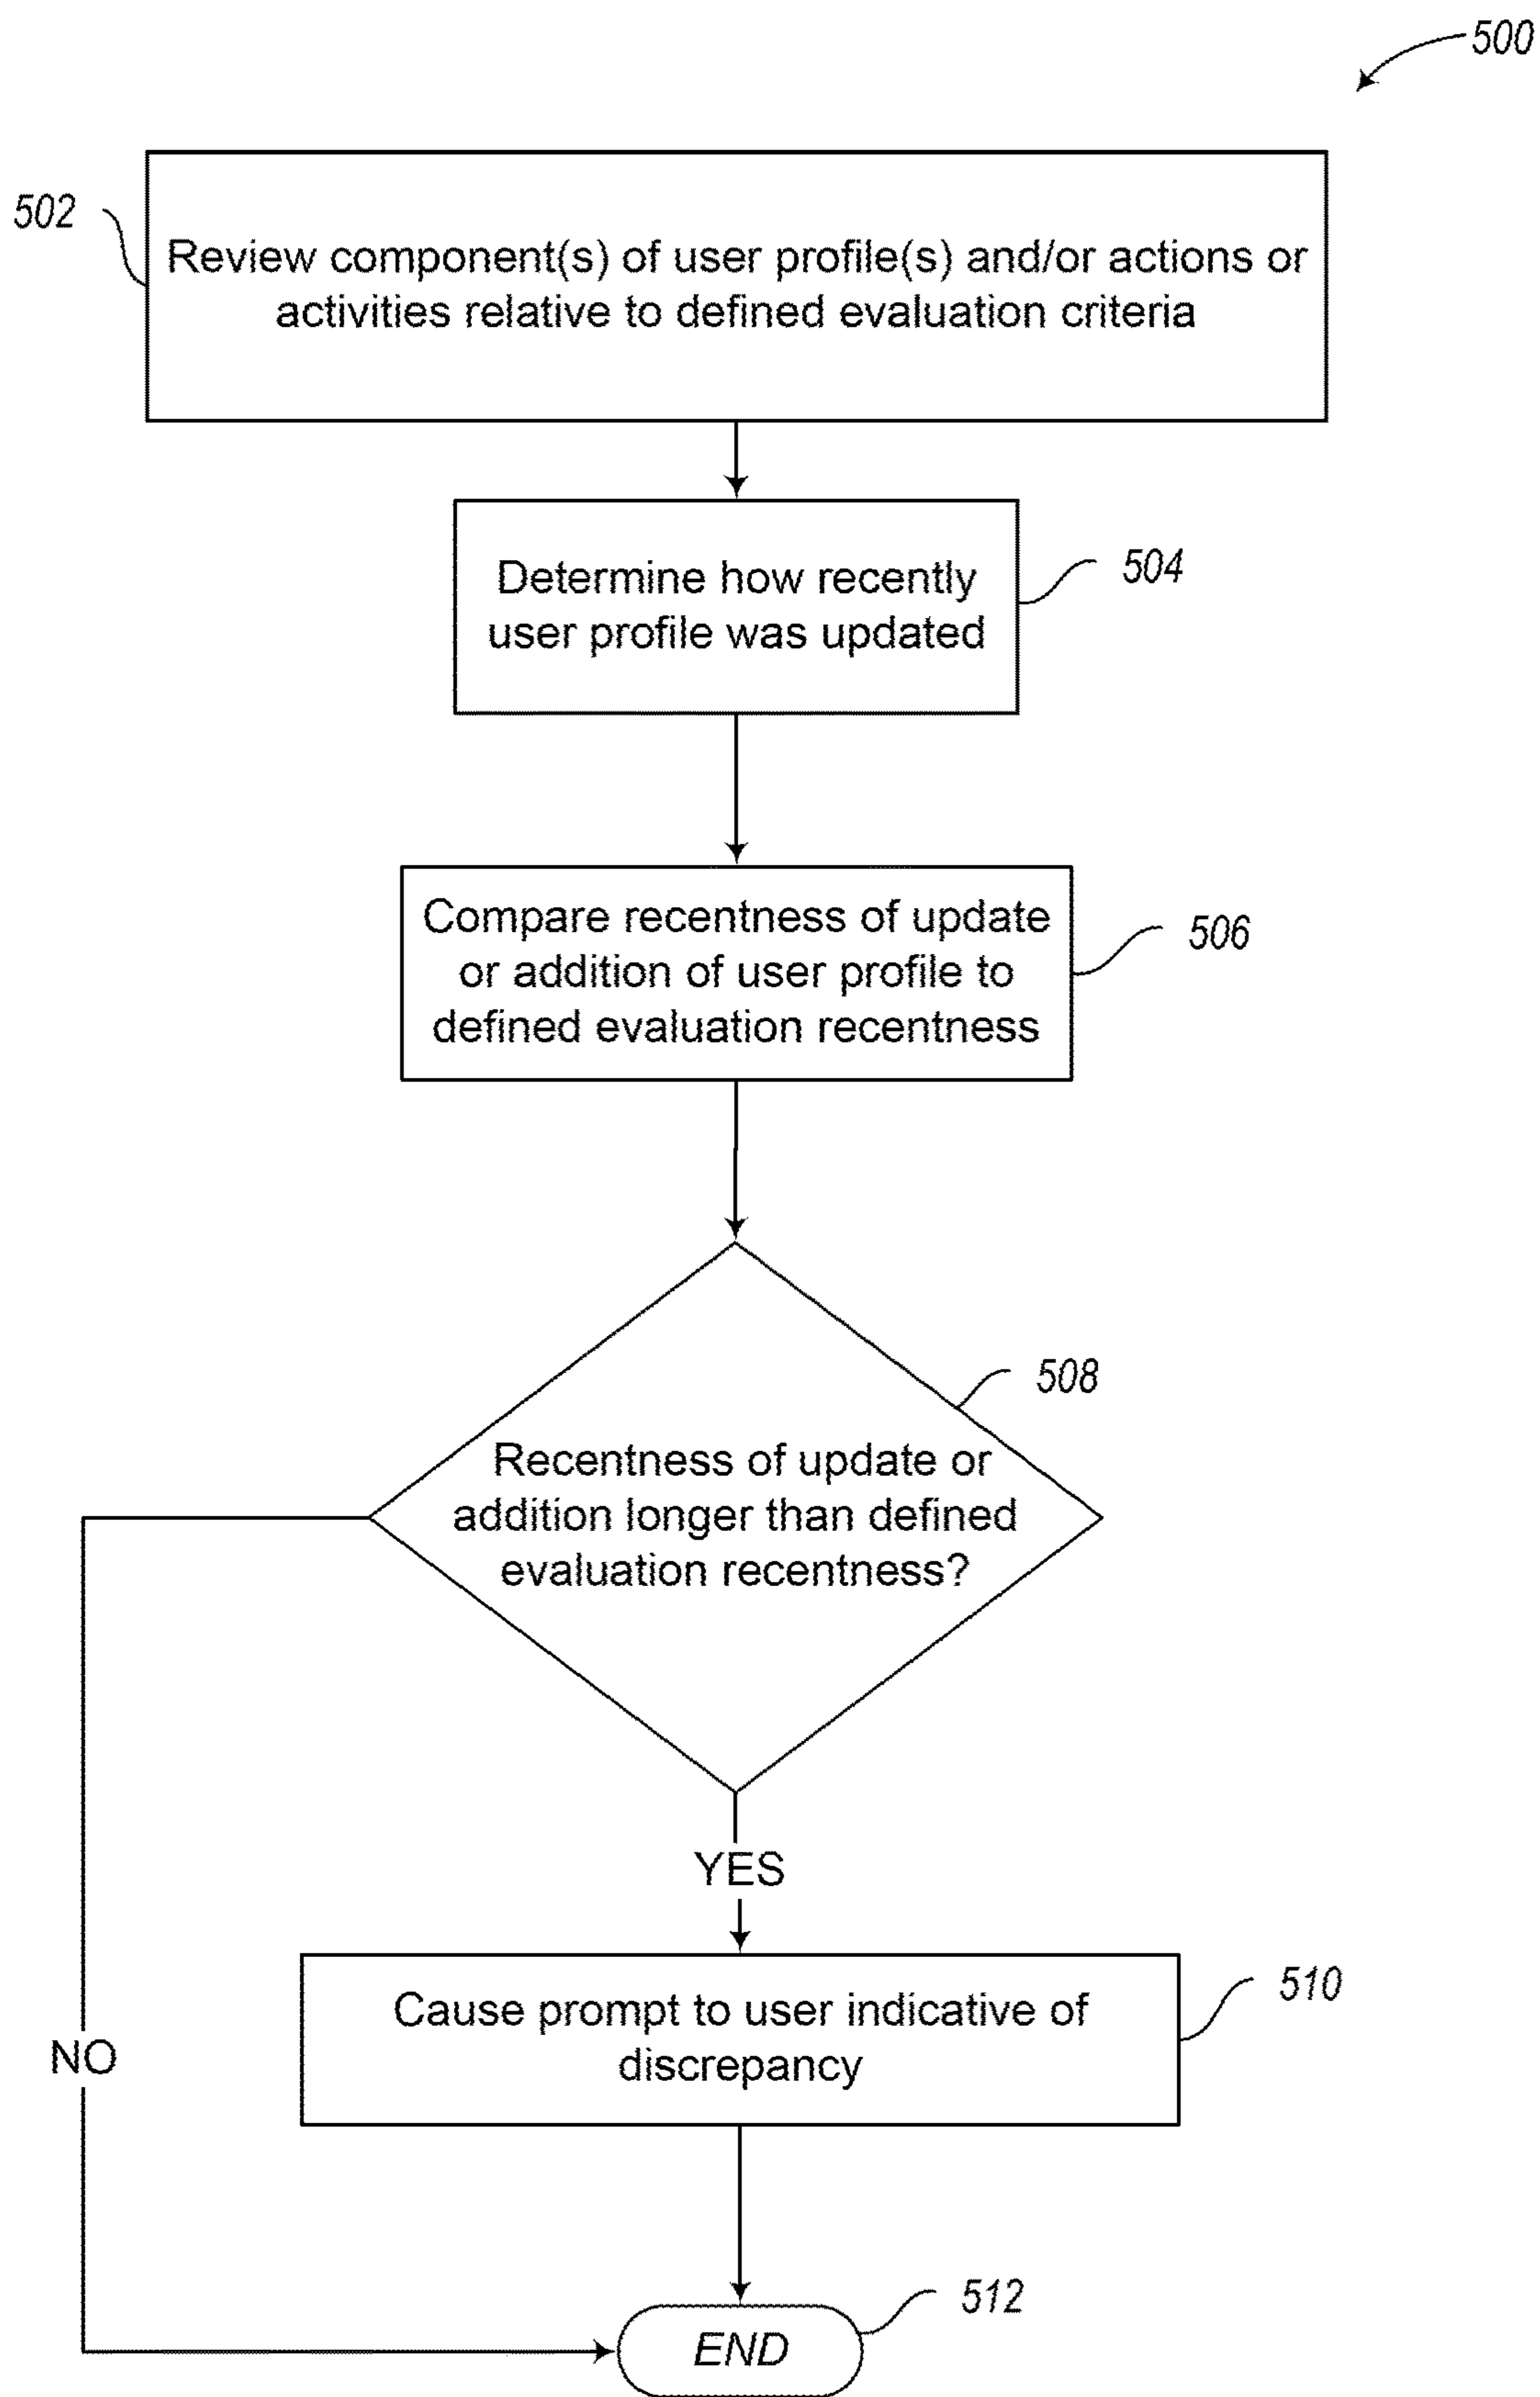 500
502
Review component(s) of user profile(s) and/or actions or
activities relative to defined evaluation criteria
504
Determine how recently
user profile was updated
506
Compare recentness of update
or addition of user profile to
defined evaluation recentness
508
Recentness of update or
addition longer than defined
evaluation recentness?
YES
NO
510
Cause prompt to user indicative of
discrepancy
512
END